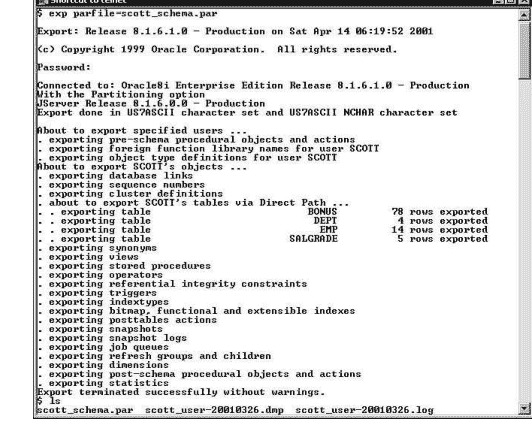 Shortcut to telnet
$ exp parfile=scott_schema.par
Export: Release 8.1.6.1.0 - Production on Sat Apr 14 06:19:52 2001
(c) Copyright 1999 Oracle Corporation.  All rights reserved.
Password:
Connected to: Oracle8i Enterprise Edition Release 8.1.6.1.0 - Production
With the Partitioning option
JServer Release 8.1.6.0.0 - Production
Export done in US7ASCII character set and US7ASCII NCHAR character set
About to export specified users ...
. exporting pre-schema procedural objects and actions
. exporting foreign function library names for user SCOTT
. exporting object type definitions for user SCOTT
About to export SCOTT's objects ...
. exporting database links
. exporting sequence numbers
. exporting cluster definitions
. about to export SCOTT's tables via Direct Path ...
. . exporting table BONUS 78 rows exported
. . exporting table DEPT 4 rows exported
. . exporting table EMP 14 rows exported
. . exporting table SALGRADE 5 rows exported
. exporting synonyms
. exporting views
. exporting stored procedures
. exporting operators
. exporting referential integrity constraints
. exporting triggers
. exporting indextypes
. exporting bitmap, functional and extensible indexes
. exporting posttables actions
. exporting snapshots
. exporting snapshot logs
. exporting job queues
. exporting refresh groups and children
. exporting dimensions
. exporting post-schema procedural objects and actions
. exporting statistics
Export terminated successfully without warnings.
$ ls
scott_schema.par  scott_user-20010326.dmp  scott_user-20010326.log